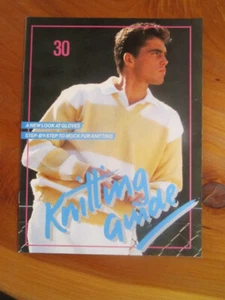 30
A NEW LOOK AT GLOVES
STEP-BY-STEP TO MOCK FUR KNITTING
Knitting
Guide